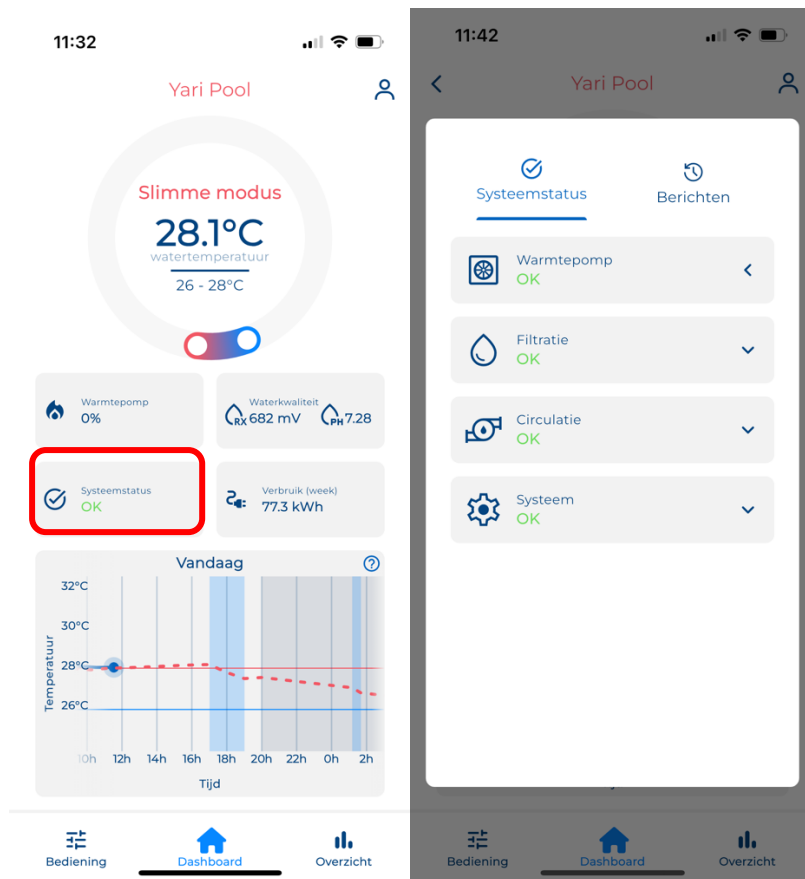 11:32
Yari Pool
Slimme modus
28.1°C
watertemperatuur
26 - 28°C
Warmtepomp
0%
Waterkwaliteit
RX 682 mV PH 7.28
Systeemstatus
OK
Verbruik (week)
77.3 kWh
Vandaag
?
32°C
30°C
28°C
26°C
Temperatuur
10h 12h 14h 16h 18h 20h 22h 0h 2h
Tijd
Bediening Dashboard Overzicht
11:42
Yari Pool
Systeemstatus Berichten
Warmtepomp
OK
Filtratie
OK
Circulatie
OK
Systeem
OK
Bediening Dashboard Overzicht